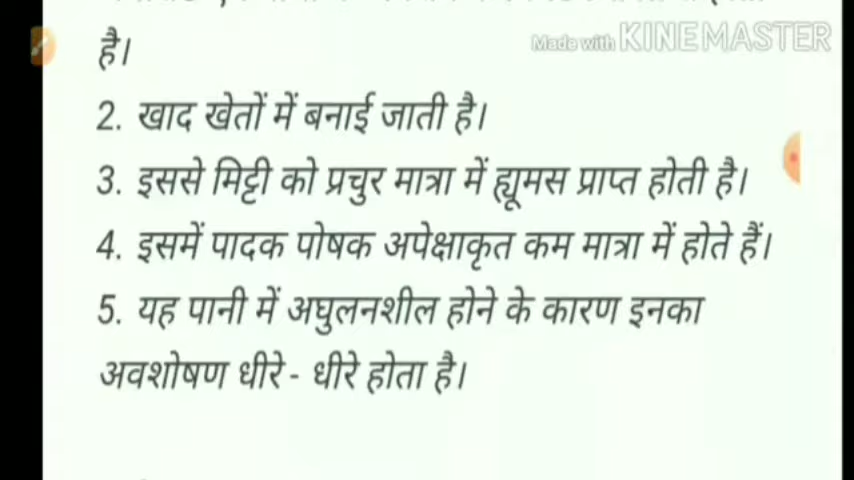 है।
Made with KINEMASTER
2. खाद खेतों में बनाई जाती है।
3. इससे मिट्टी को प्रचुर मात्रा में ह्यूमस प्राप्त होती है।
4. इसमें पादक पोषक अपेक्षाकृत कम मात्रा में होते हैं।
5. यह पानी में अघुलनशील होने के कारण इनका
अवशोषण धीरे - धीरे होता है।